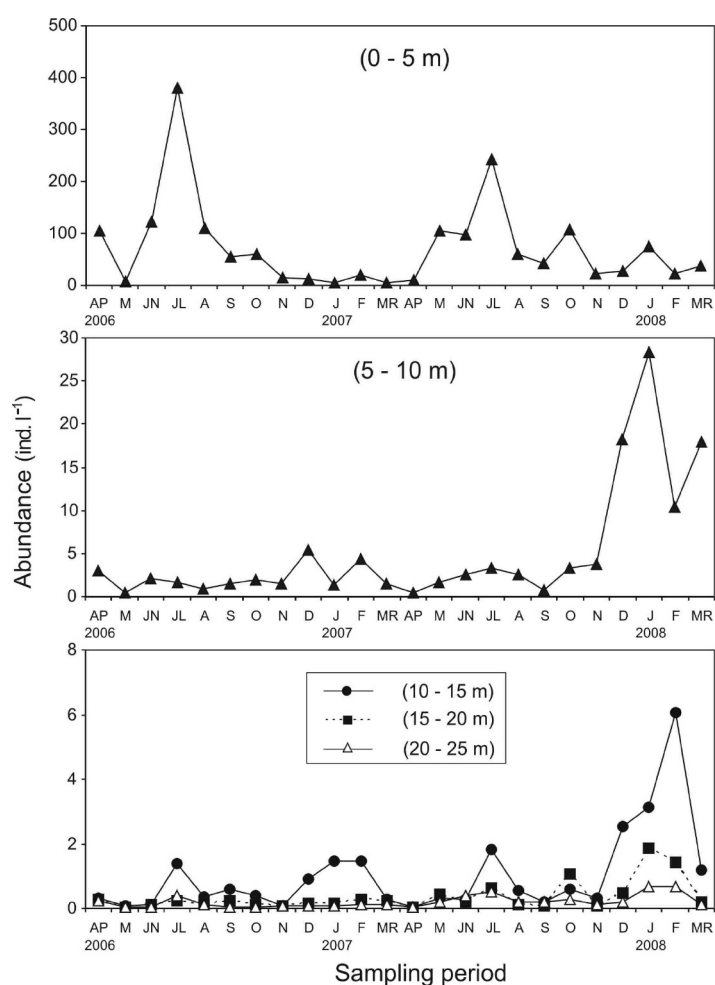 500
400
300
200
100
0
(0 - 5 m)
AP M JN JL A S O N D J F MR AP M JN JL A S O N D J F MR
2006 2007 2008
30
25
20
15
10
5
0
(5 - 10 m)
Abundance (ind. l⁻¹)
AP M JN JL A S O N D J F MR AP M JN JL A S O N D J F MR
2006 2007 2008
8
6
4
2
0
(10 - 15 m)
(15 - 20 m)
(20 - 25 m)
AP M JN JL A S O N D J F MR AP M JN JL A S O N D J F MR
2006 2007 2008
Sampling period